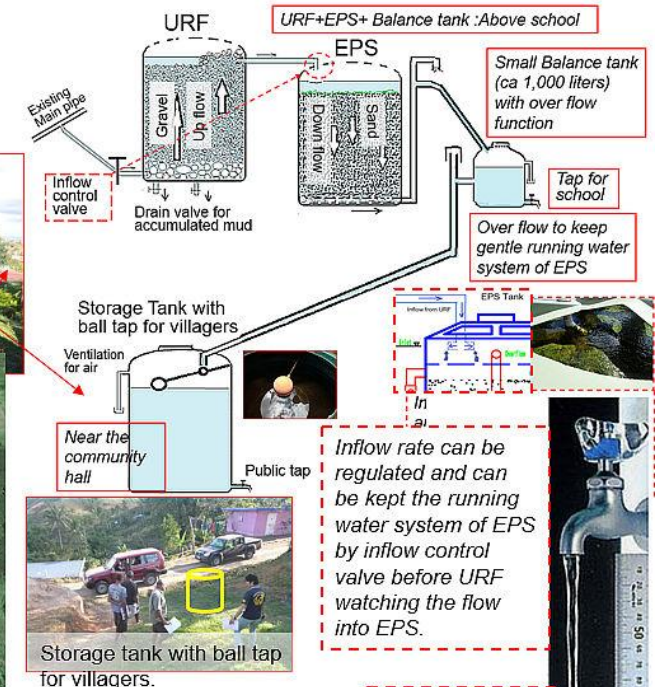 URF
URF+EPS+ Balance tank :Above school
EPS
Small Balance tank
(ca 1,000 liters)
with over flow
function
Existing
Main pipe
Gravel
Up flow
Down flow
Sand
Inflow
control
valve
Drain valve for
accumulated mud
Tap for
school
Over flow to keep
gentle running water
system of EPS
Storage Tank with
ball tap for villagers
Ventilation
for air
EPS Tank
Inflow from URF
In
Near the
community
hall
Public tap
Inflow rate can be
regulated and can
be kept the running
water system of EPS
by inflow control
valve before URF
watching the flow
into EPS.
50
Storage tank with ball tap
for villagers.